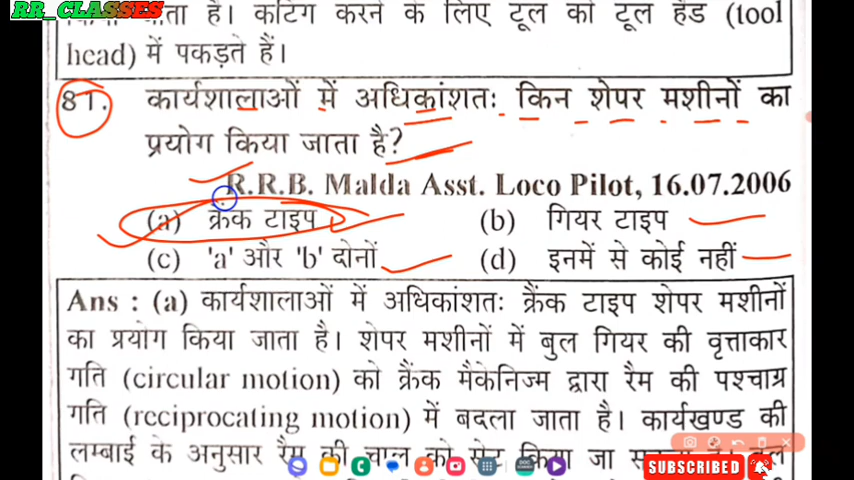 RR_CLASSES
जाता है। कटिंग करने के लिए टूल को टूल हैड (tool
head) में पकड़ते हैं।
81. कार्यशालाओं में अधिकांशतः किन शेपर मशीनों का
प्रयोग किया जाता है?
R.R.B. Malda Asst. Loco Pilot, 16.07.2006
(a) क्रैंक टाइप (b) गियर टाइप
(c) 'a' और 'b' दोनों (d) इनमें से कोई नहीं
Ans : (a) कार्यशालाओं में अधिकांशतः क्रैंक टाइप शेपर मशीनों
का प्रयोग किया जाता है। शेपर मशीनों में बुल गियर की वृत्ताकार
गति (circular motion) को क्रैंक मैकेनिज्म द्वारा रैम की पश्चाग्र
गति (reciprocating motion) में बदला जाता है। कार्यखण्ड की
लम्बाई के अनुसार रैम की चाल को सेट किया जा
SUBSCRIBED